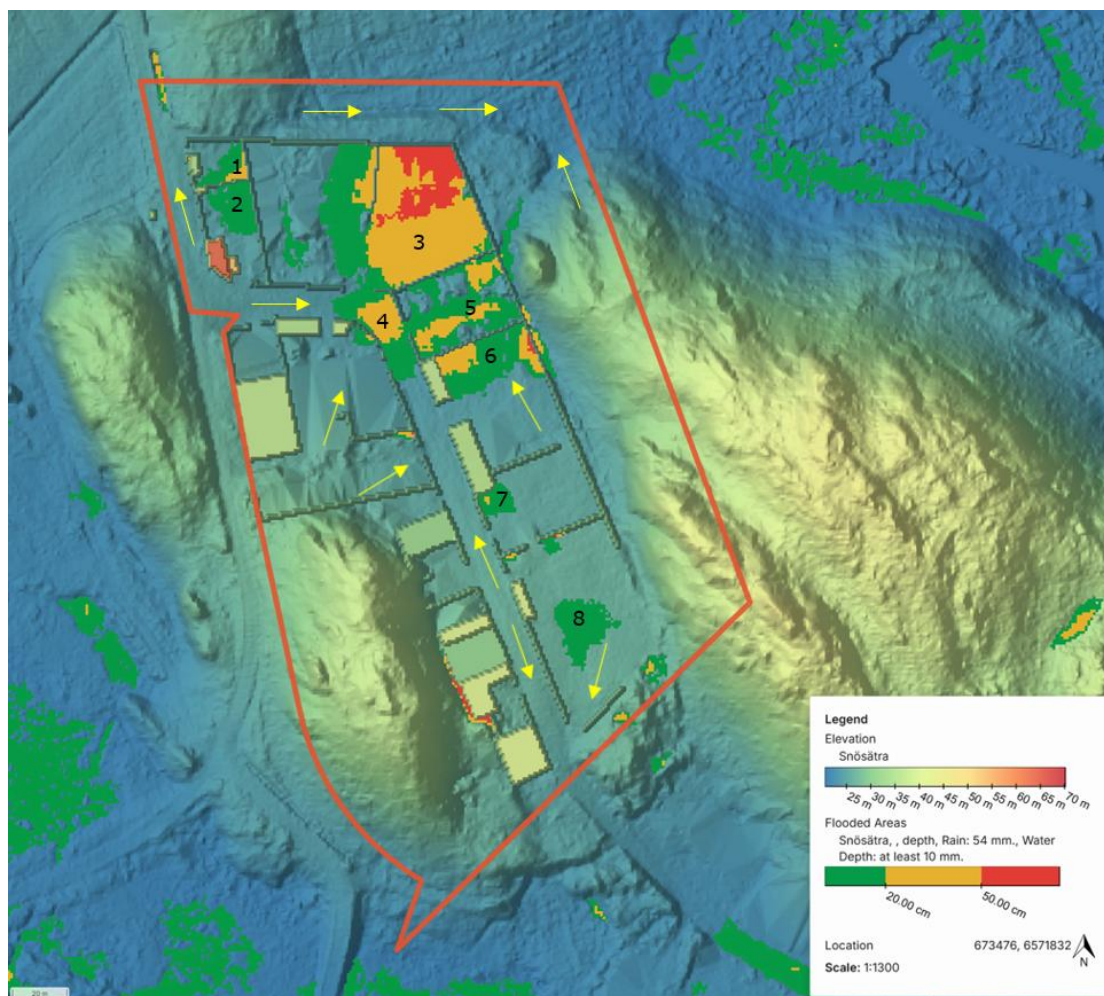 1
2
3
4
5
6
7
8
Legend
Elevation
Snösätra
25 m 30 m 35 m 40 m 45 m 50 m 55 m 60 m 65 m 70 m
Flooded Areas
Snösätra, , depth, Rain: 54 mm., Water
Depth: at least 10 mm.
20.00 cm 50.00 cm
Location 673476, 6571832
Scale: 1:1300
N
20 m